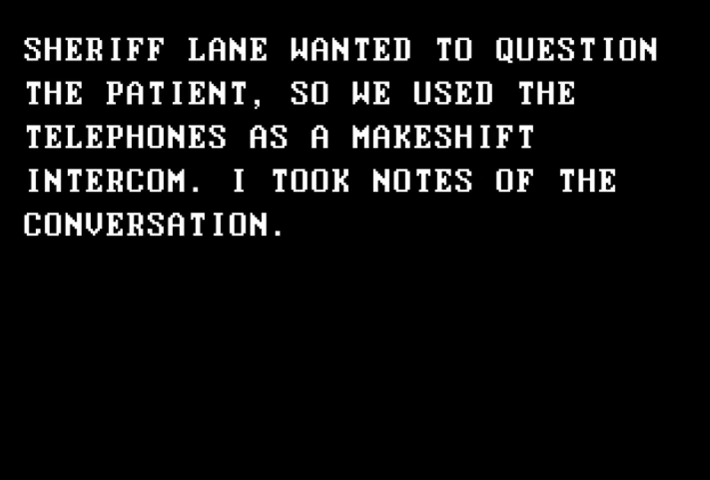 SHERIFF LANE WANTED TO QUESTION
THE PATIENT, SO WE USED THE
TELEPHONES AS A MAKESHIFT
INTERCOM. I TOOK NOTES OF THE
CONVERSATION.